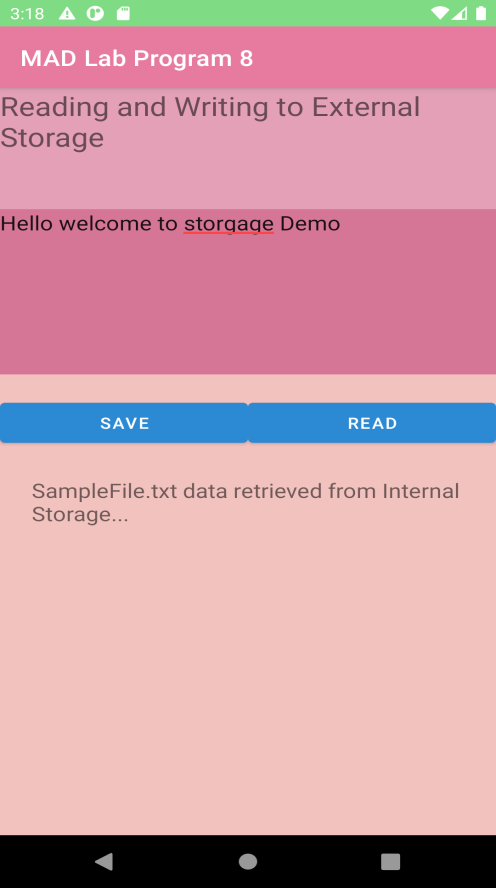 3:18
MAD Lab Program 8
Reading and Writing to External
Storage
Hello welcome to storgage Demo
SAVE
READ
SampleFile.txt data retrieved from Internal
Storage...